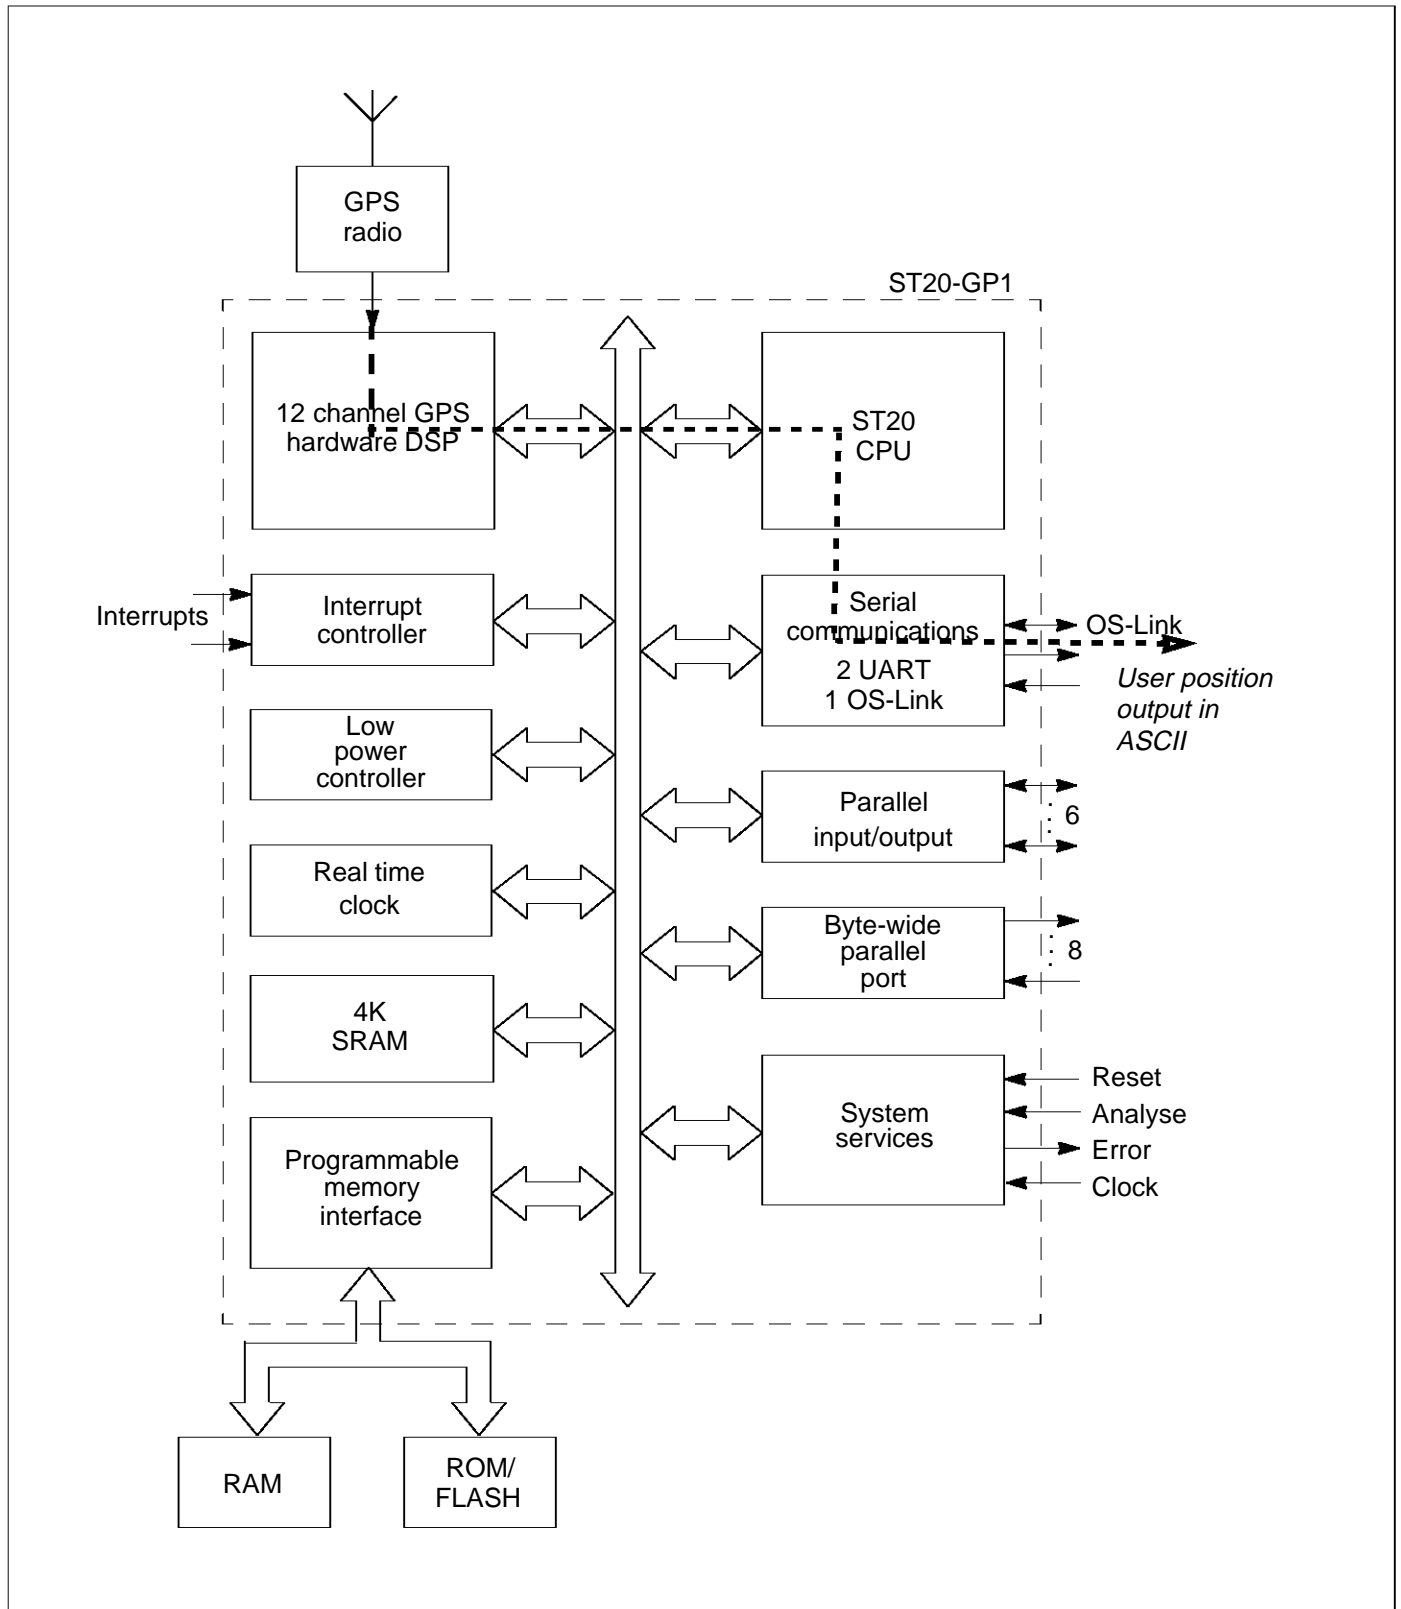 GPS
radio
ST20-GP1
12 channel GPS
hardware DSP
ST20
CPU
Interrupts
Interrupt
controller
Serial
communications
2 UART
1 OS-Link
OS-Link
User position
output in
ASCII
Low
power
controller
Parallel
input/output
6
Real time
clock
Byte-wide
parallel
port
8
4K
SRAM
System
services
Reset
Analyse
Error
Clock
Programmable
memory
interface
RAM
ROM/
FLASH